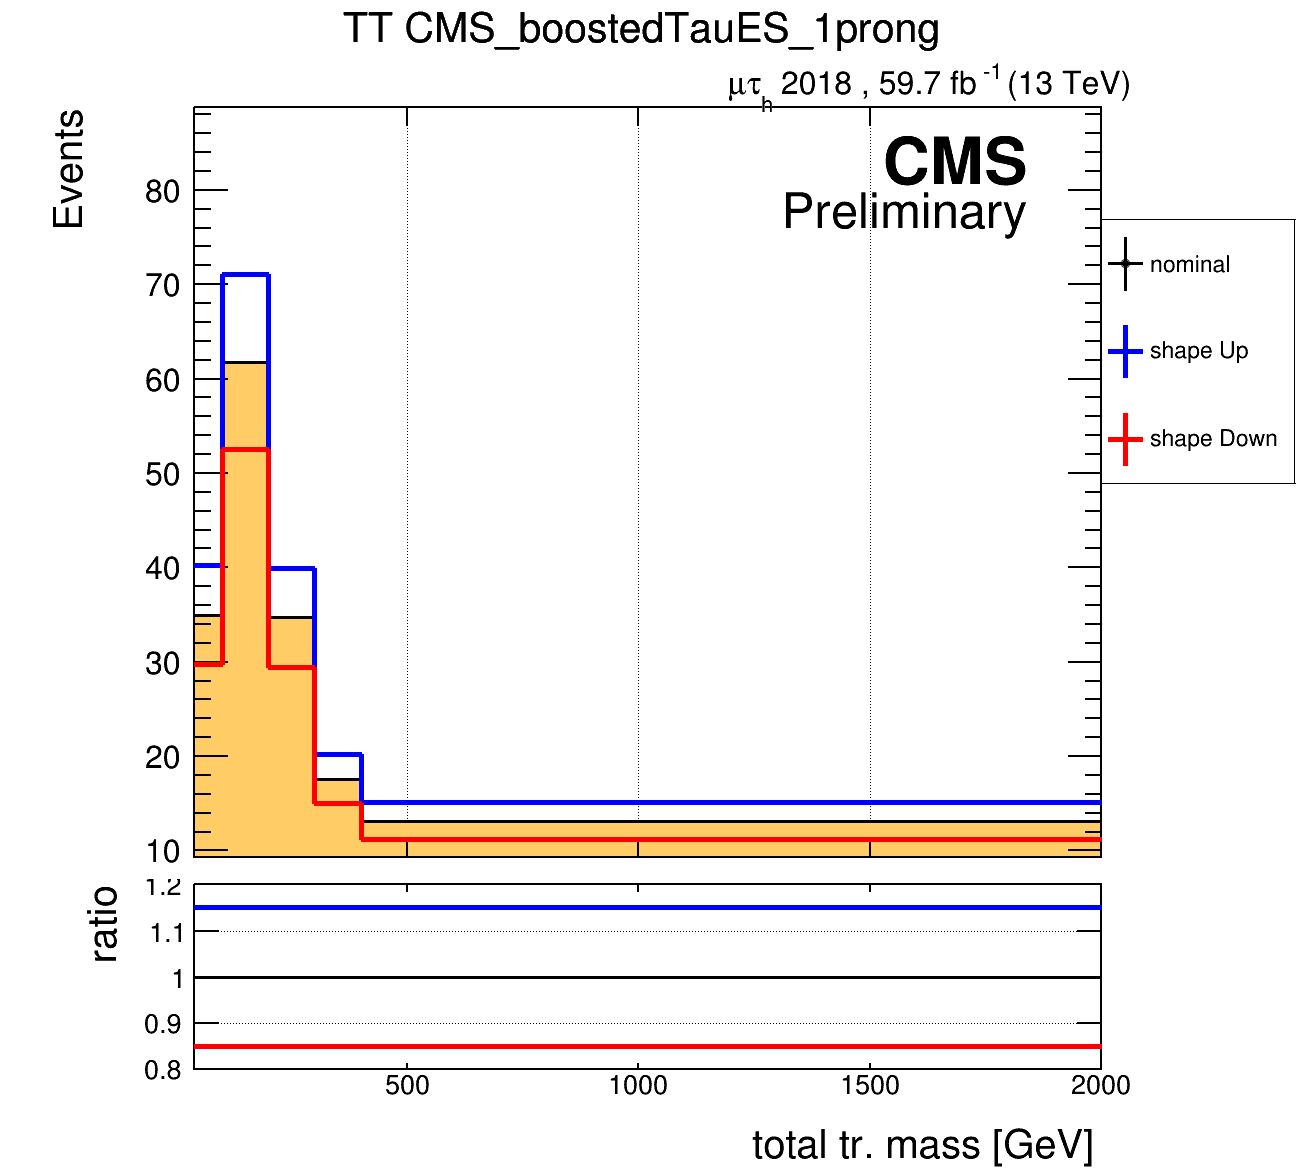 TT CMS_boostedTauES_1prong
μτh 2018 , 59.7 fb-1 (13 TeV)
Events
CMS
Preliminary
80
70
60
50
40
30
20
10
nominal
shape Up
shape Down
ratio
1.2
1.1
1
0.9
0.8
500 1000 1500 2000
total tr. mass [GeV]